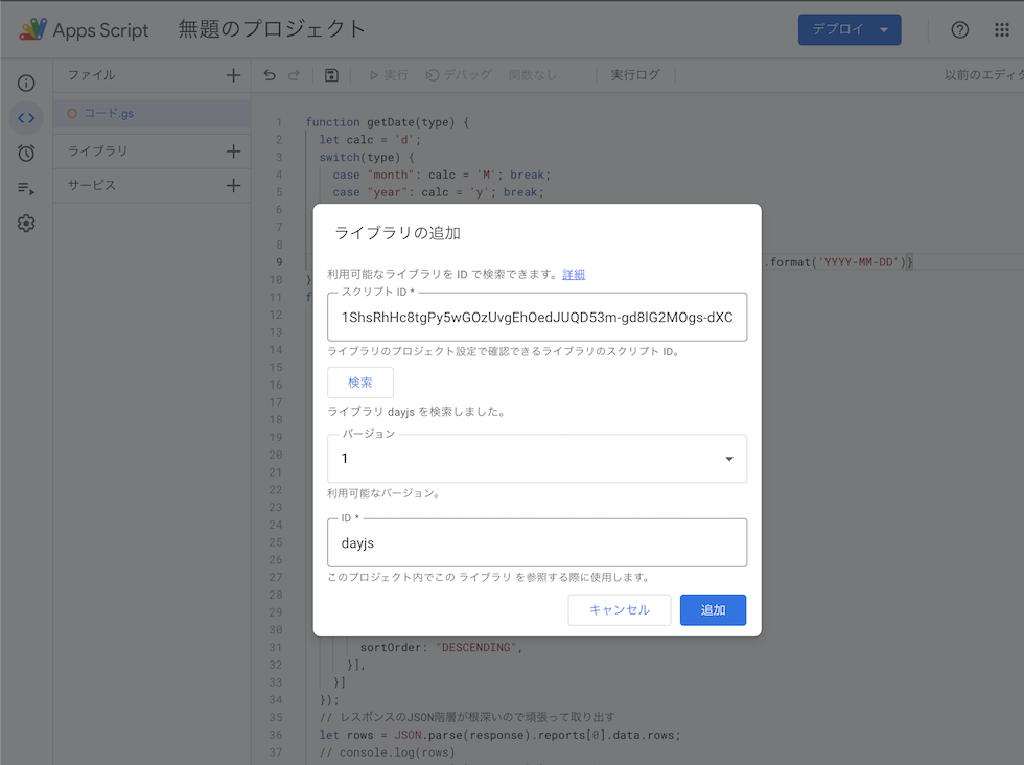 Apps Script 無題のプロジェクト デプロイ
ファイル
実行 デバッグ 関数なし 実行ログ 以前のエディタ
コード.gs
ライブラリ
サービス
1 function getDate(type) {
2 let calc = 'd';
3 switch(type) {
4 case "month": calc = 'M'; break;
5 case "year": calc = 'y'; break;
6
7
8
9 .format('YYYY-MM-DD')}
10 }
11 f
12
13
14
15
16
17
18
19
20
21
22
23
24
25
26
27
28
29
30
31 sortOrder: "DESCENDING",
32 }],
33 }]
34 });
35 // レスポンスのJSON階層が根深いので頑張って取り出す
36 let rows = JSON.parse(response).reports[0].data.rows;
37 // console.log(rows)
ライブラリの追加
利用可能なライブラリを ID で検索できます。詳細
スクリプト ID *
1ShsRhHc8tgPy5wGOzUvgEhOedJUQD53m-gd8lG2MOgs-dXC
ライブラリのプロジェクト設定で確認できるライブラリのスクリプト ID。
検索
ライブラリ dayjs を検索しました。
バージョン
1
利用可能なバージョン。
ID *
dayjs
このプロジェクト内でこの ライブラリ を参照する際に使用します。
キャンセル 追加